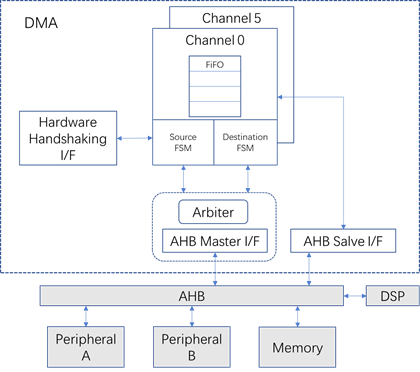 DMA
Channel 5
Channel 0
FiFO
Hardware
Handshaking
I/F
Source
FSM
Destination
FSM
Arbiter
AHB Master I/F
AHB Salve I/F
AHB
DSP
Peripheral
A
Peripheral
B
Memory